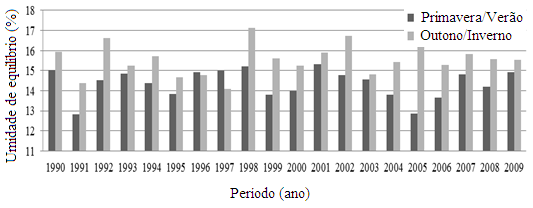 Umidade de equilíbrio (%)
18
17
16
15
14
13
12
11
Primavera/Verão
Outono/Inverno
1990 1991 1992 1993 1994 1995 1996 1997 1998 1999 2000 2001 2002 2003 2004 2005 2006 2007 2008 2009
Periodo (ano)